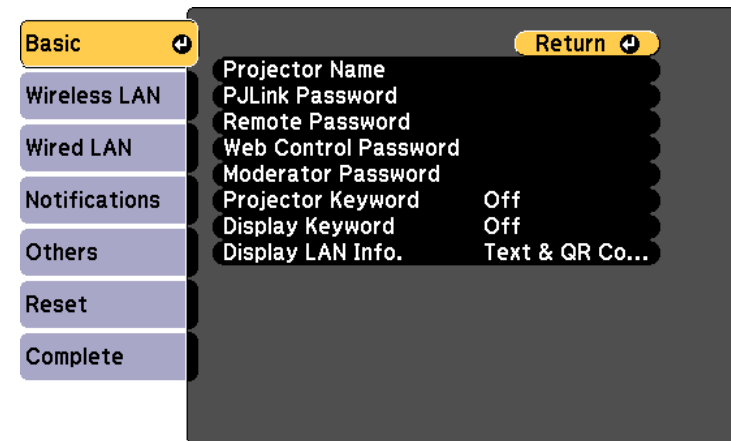 Basic
Wireless LAN
Wired LAN
Notifications
Others
Reset
Complete
Return
Projector Name
PJLink Password
Remote Password
Web Control Password
Moderator Password
Projector Keyword Off
Display Keyword Off
Display LAN Info. Text & QR Co...